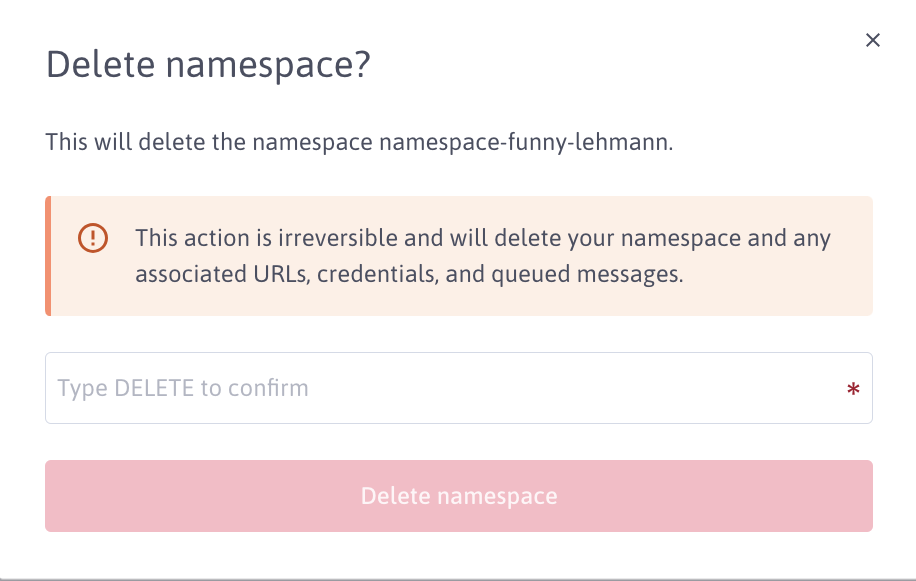 Delete namespace?
This will delete the namespace namespace-funny-lehmann.
This action is irreversible and will delete your namespace and any
associated URLs, credentials, and queued messages.
Type DELETE to confirm *
Delete namespace